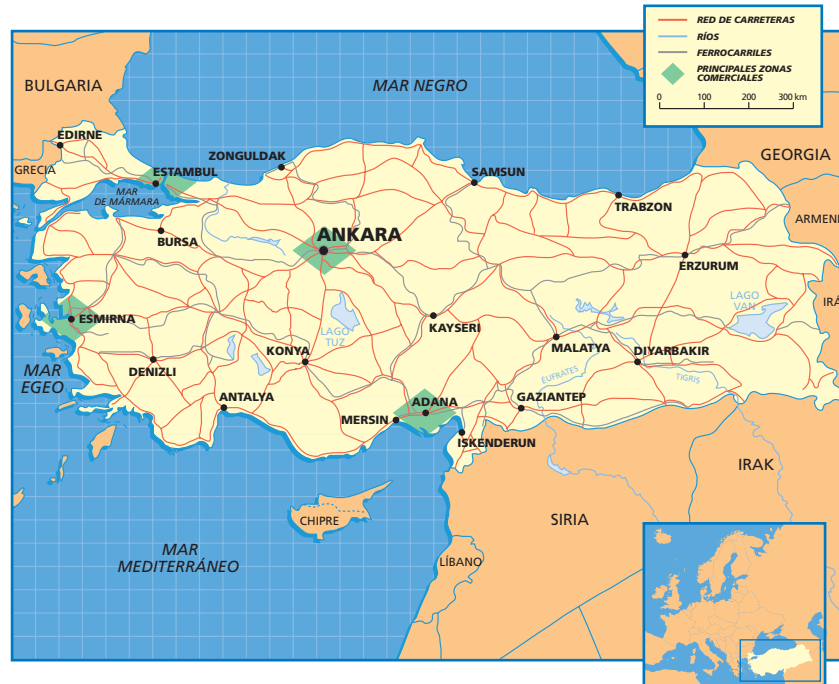 RED DE CARRETERAS
RÍOS
FERROCARRILES
PRINCIPALES ZONAS
COMERCIALES
0 100 200 300 km
BULGARIA
MAR NEGRO
EDIRNE
ZONGULDAK
GEORGIA
GRECIA
ESTAMBUL
SAMSUN
MAR
DE MÁRMARA
TRABZON
ARMENI
BURSA
ANKARA
ERZURUM
LAGO
VAN
IRÁ
ESMIRNA
LAGO
TUZ
KAYSERI
MALATYA
DIYARBAKIR
KONYA
MAR
EGEO
DENIZLI
EUFRATES
TIGRIS
ANTALYA
ADANA
GAZIANTEP
MERSIN
ISKENDERUN
IRAK
CHIPRE
SIRIA
MAR
MEDITERRÁNEO
LÍBANO